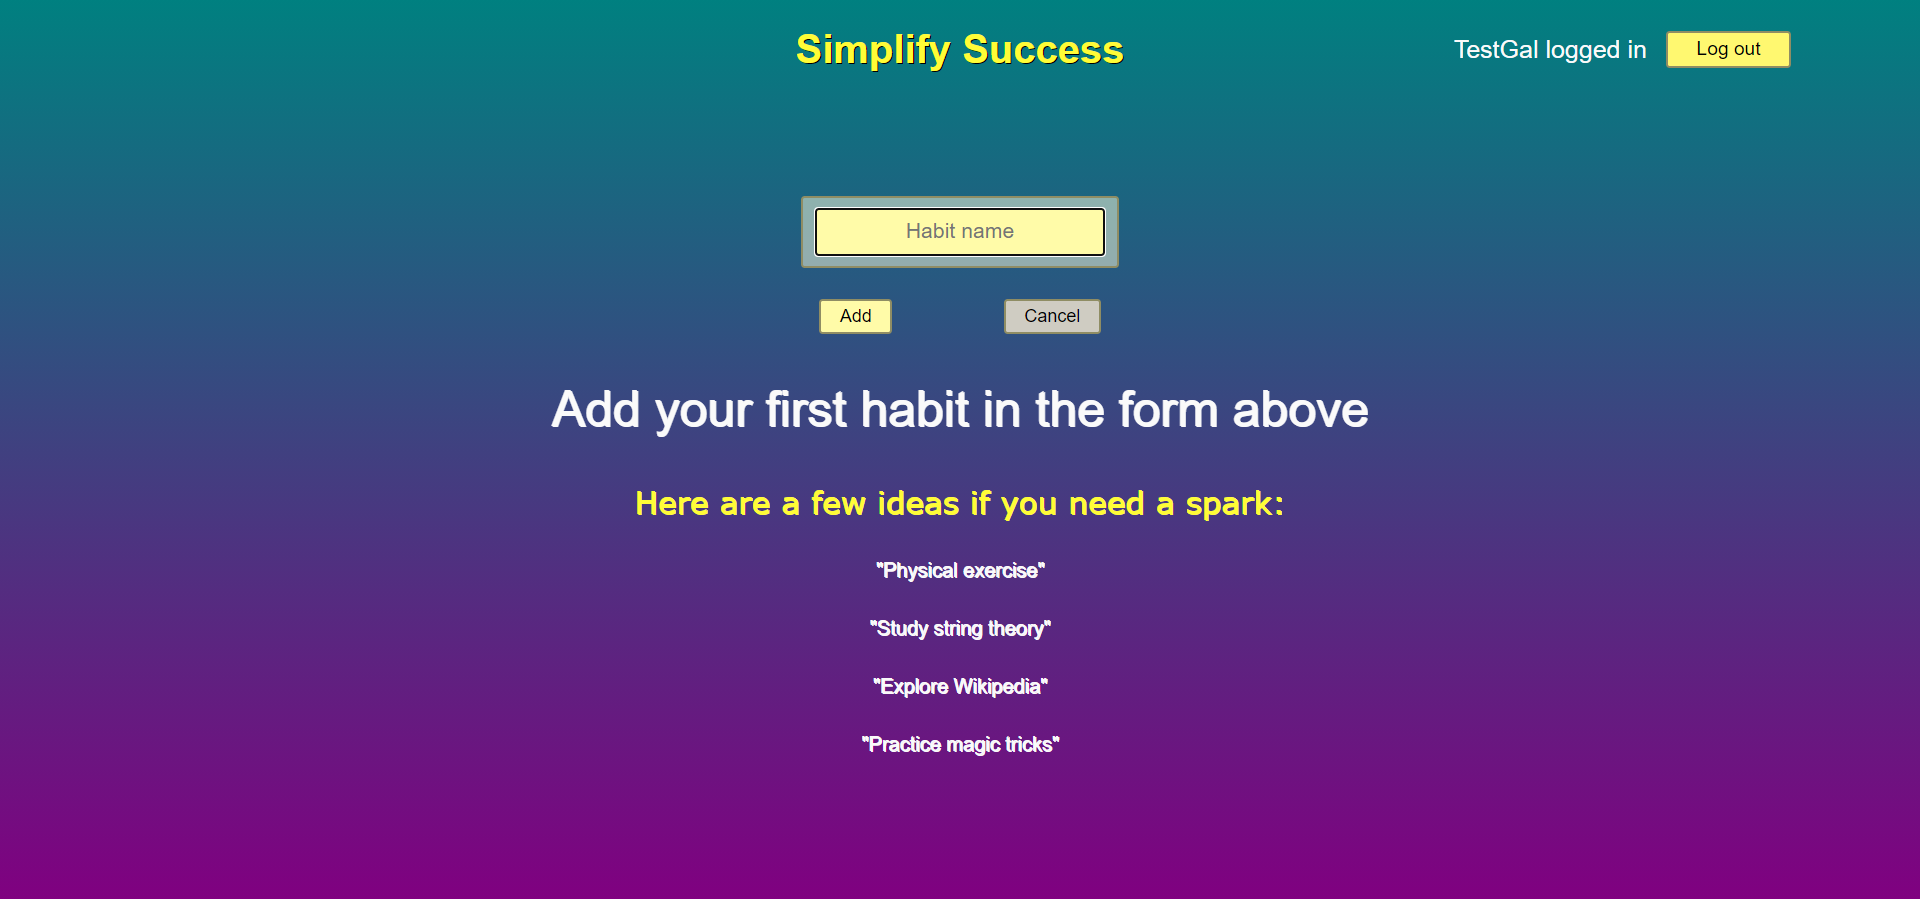 Simplify Success
TestGal logged in
Log out
Habit name
Add
Cancel
Add your first habit in the form above
Here are a few ideas if you need a spark:
"Physical exercise"
"Study string theory"
"Explore Wikipedia"
"Practice magic tricks"